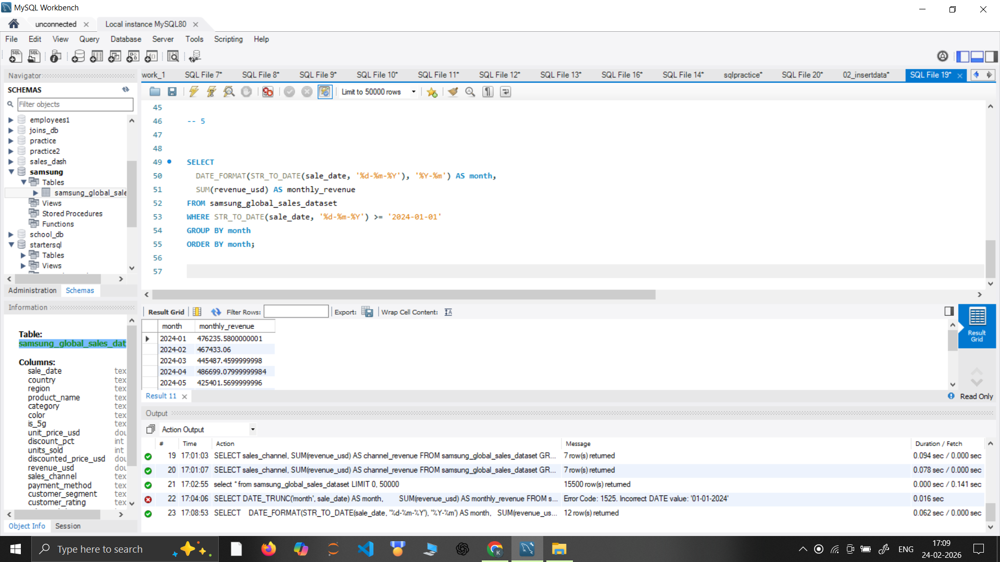 MySQL Workbench
unconnected
Local instance MySQL80
File Edit View Query Database Server Tools Scripting Help
Navigator
SCHEMAS
Filter objects
employees1
joins_db
practice
practice2
sales_dash
samsung
Tables
samsung_global_sale
Views
Stored Procedures
Functions
school_db
startersql
Tables
Views
Administration Schemas
Information
Table:
samsung_global_sales_dat
Columns:
sale_date tex
country tex
region tex
product_name tex
category tex
color tex
is_5g tex
unit_price_usd dou
discount_pct int
units_sold int
discounted_price_usd dou
revenue_usd dou
sales_channel tex
payment_method tex
customer_segment tex
customer_rating tex
Object Info Session
work_1 SQL File 7* SQL File 8* SQL File 9* SQL File 10* SQL File 11* SQL File 12* SQL File 13* SQL File 16* SQL File 14* sqlpractice* SQL File 20* 02_insertdata* SQL File 19*
Limit to 50000 rows
45
46 -- 5
47
48
49 SELECT
50 DATE_FORMAT(STR_TO_DATE(sale_date, '%d-%m-%Y'), '%Y-%m') AS month,
51 SUM(revenue_usd) AS monthly_revenue
52 FROM samsung_global_sales_dataset
53 WHERE STR_TO_DATE(sale_date, '%d-%m-%Y') >= '2024-01-01'
54 GROUP BY month
55 ORDER BY month;
56
57
Result Grid Filter Rows: Export: Wrap Cell Content:
month monthly_revenue
2024-01 476235.5800000001
2024-02 467433.06
2024-03 445487.4599999998
2024-04 486699.07999999984
2024-05 425401.5699999996
Result Grid
Result 11
Read Only
Output
Action Output
# Time Action Message Duration / Fetch
19 17:01:03 SELECT sales_channel, SUM(revenue_usd) AS channel_revenue FROM samsung_global_sales_dataset GR... 7 row(s) returned 0.094 sec / 0.000 sec
20 17:01:07 SELECT sales_channel, SUM(revenue_usd) AS channel_revenue FROM samsung_global_sales_dataset GR... 7 row(s) returned 0.078 sec / 0.000 sec
21 17:02:55 select * from samsung_global_sales_dataset LIMIT 0, 50000 15500 row(s) returned 0.000 sec / 0.141 sec
22 17:04:06 SELECT DATE_TRUNC('month', sale_date) AS month, SUM(revenue_usd) AS monthly_revenue FROM s... Error Code: 1525. Incorrect DATE value: '01-01-2024' 0.016 sec
23 17:08:53 SELECT DATE_FORMAT(STR_TO_DATE(sale_date, '%d-%m-%Y'), '%Y-%m') AS month, SUM(revenue_us... 12 row(s) returned 0.062 sec / 0.000 sec
Type here to search
ENG
17:09
24-02-2026